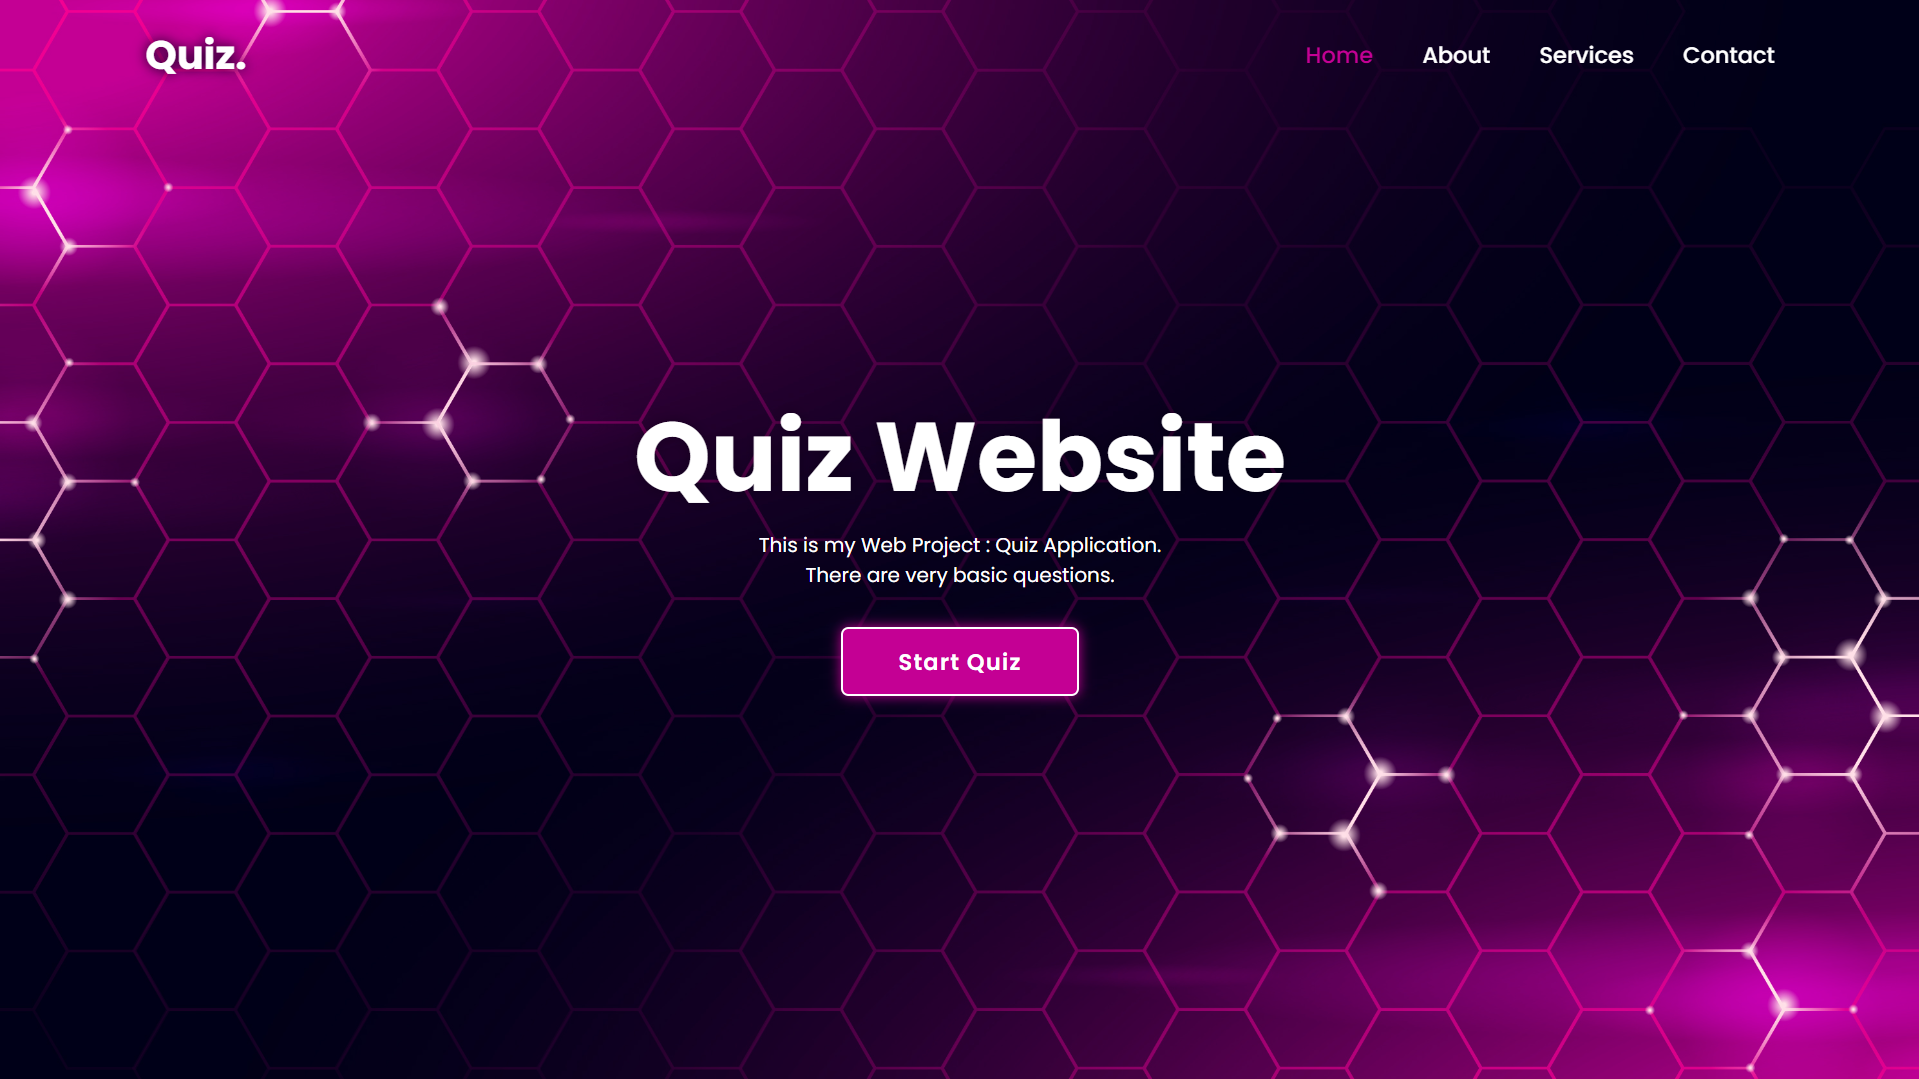 Quiz.
Home About Services Contact
Quiz Website
This is my Web Project : Quiz Application.
There are very basic questions.
Start Quiz